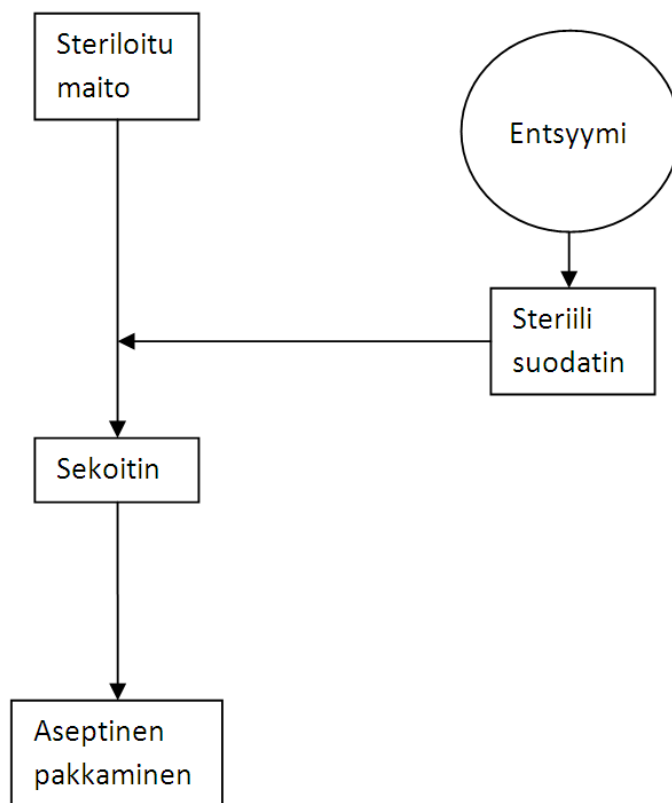 Steriloitu
maito
Entsyymi
Steriili
suodatin
Sekoitin
Aseptinen
pakkaminen